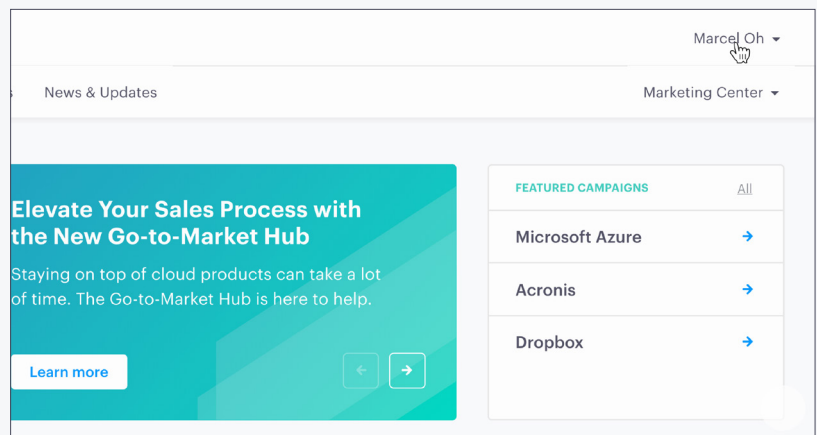 Marcel Oh
News & Updates
Marketing Center
Elevate Your Sales Process with
the New Go-to-Market Hub
Staying on top of cloud products can take a lot
of time. The Go-to-Market Hub is here to help.
Learn more
FEATURED CAMPAIGNS All
Microsoft Azure
Acronis
Dropbox